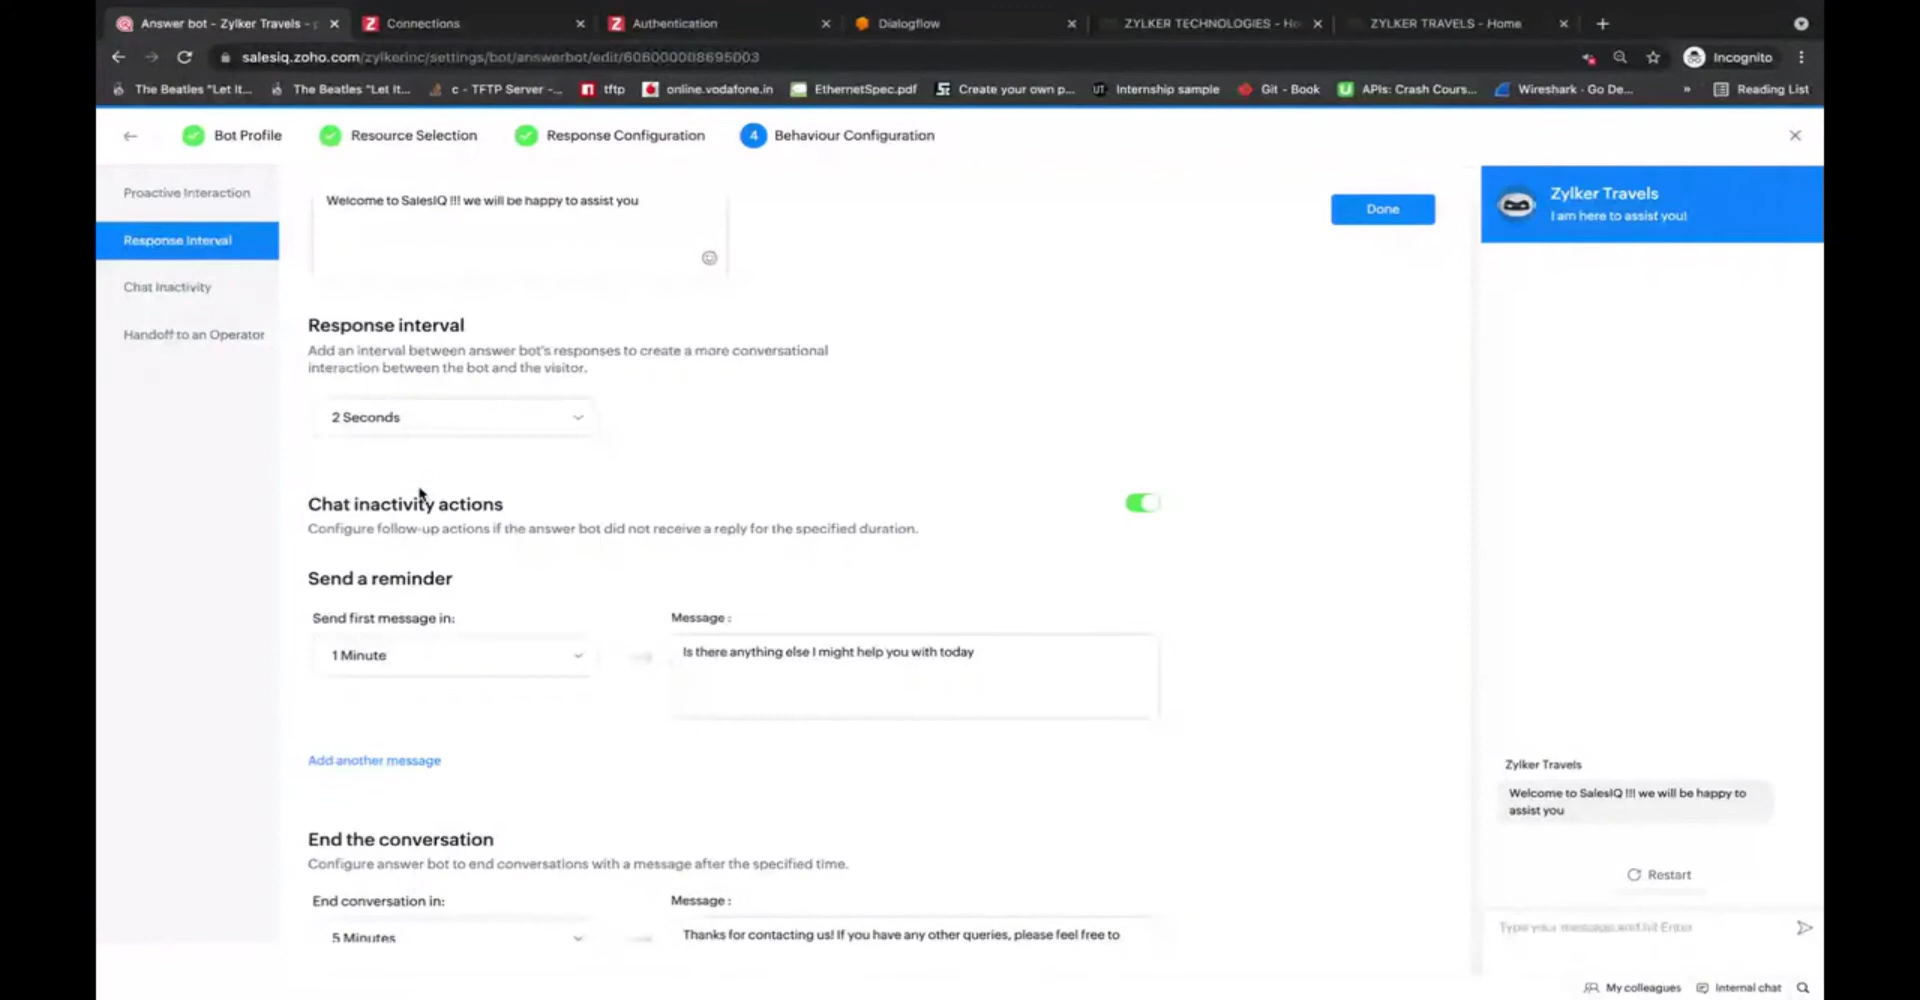 Answer bot - Zylker Travels -
Connections
Authentication
Dialogflow
ZYLKER TECHNOLOGIES - Ho
ZYLKER TRAVELS - Home
salesiq.zoho.com/zylkerinc/settings/bot/answerbot/edit/606000008695003
Incognito
The Beatles "Let It...
The Beatles "Let It...
c - TFTP Server -...
tftp
online.vodafone.in
EthernetSpec.pdf
Create your own p...
UT Internship sample
Git - Book
APIs: Crash Cours...
Wireshark · Go De...
»
Reading List
Bot Profile
Resource Selection
Response Configuration
4 Behaviour Configuration
Proactive Interaction
Response Interval
Chat Inactivity
Handoff to an Operator
Welcome to SalesIQ !!! we will be happy to assist you
Done
Response interval
Add an interval between answer bot's responses to create a more conversational
interaction between the bot and the visitor.
2 Seconds
Chat inactivity actions
Configure follow-up actions if the answer bot did not receive a reply for the specified duration.
Send a reminder
Send first message in:
Message :
1 Minute
Is there anything else I might help you with today
Add another message
End the conversation
Configure answer bot to end conversations with a message after the specified time.
End conversation in:
Message :
5 Minutes
Thanks for contacting us! If you have any other queries, please feel free to
Zylker Travels
I am here to assist you!
Zylker Travels
Welcome to SalesIQ !!! we will be happy to
assist you
Restart
Type your message and hit Enter
My colleagues
Internal chat